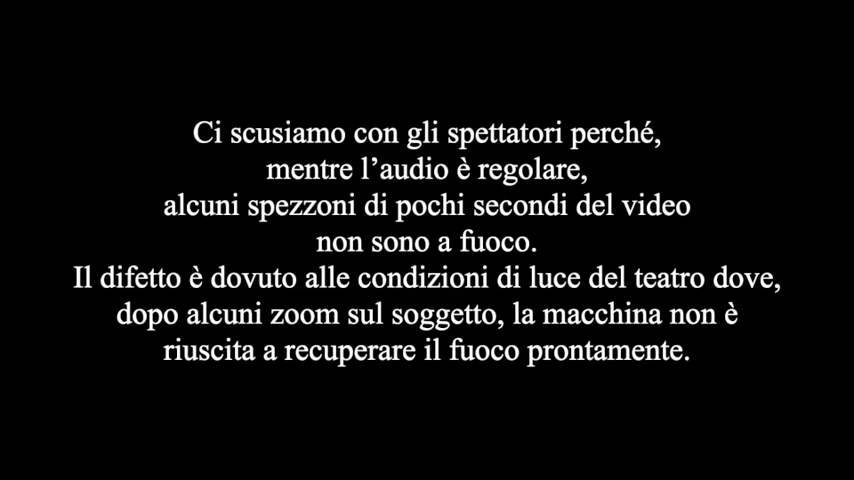 Ci scusiamo con gli spettatori perché,
mentre l’audio è regolare,
alcuni spezzoni di pochi secondi del video
non sono a fuoco.
Il difetto è dovuto alle condizioni di luce del teatro dove,
dopo alcuni zoom sul soggetto, la macchina non è
riuscita a recuperare il fuoco prontamente.